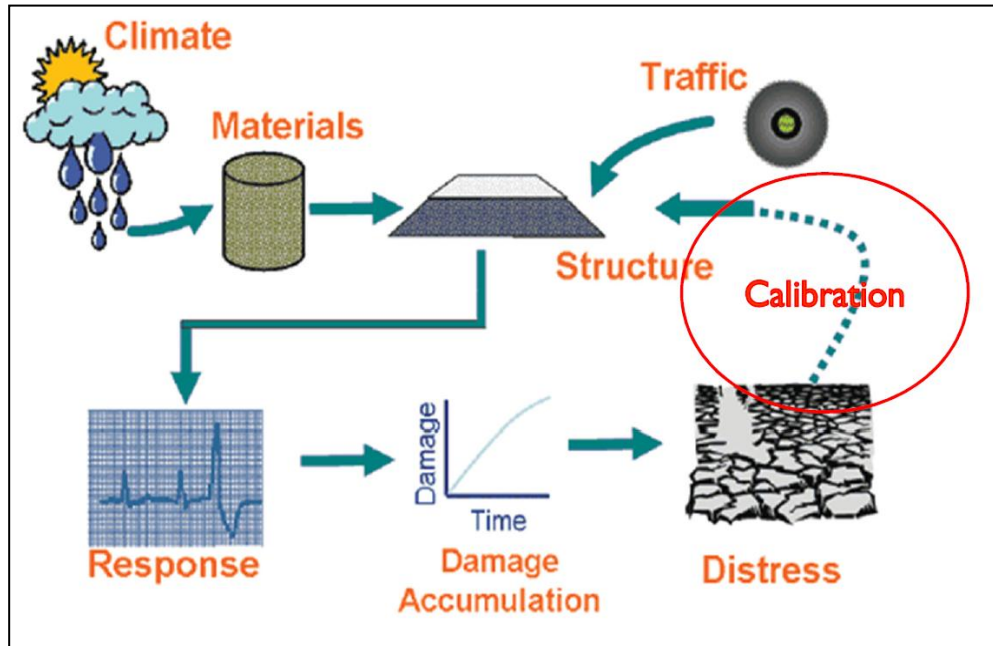 Climate
Traffic
Materials
Structure
Calibration
Damage
Time
Response
Damage
Accumulation
Distress